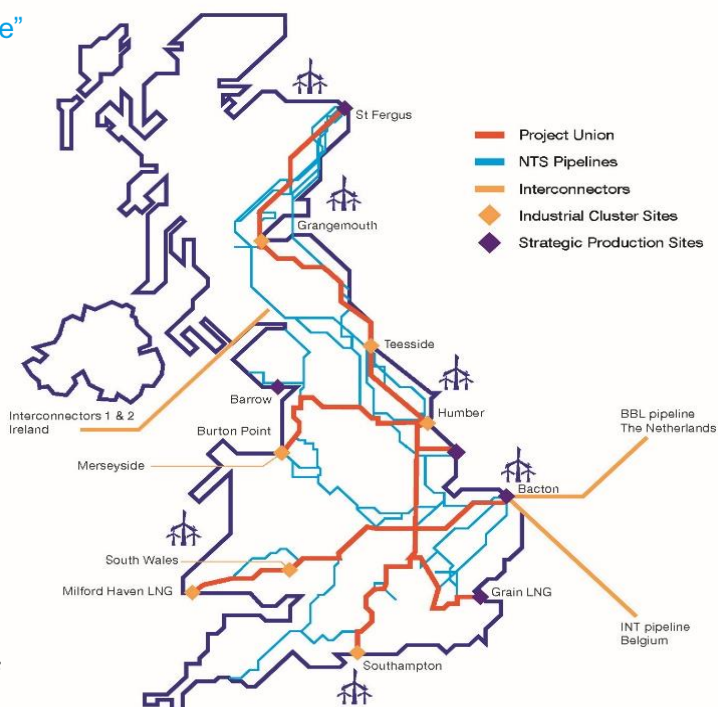 e”
St Fergus
Project Union
NTS Pipelines
Interconnectors
Industrial Cluster Sites
Strategic Production Sites
Grangemouth
Teesside
Barrow
Humber
Interconnectors 1 & 2
Ireland
Burton Point
BBL pipeline
The Netherlands
Merseyside
Bacton
South Wales
Milford Haven LNG
Grain LNG
INT pipeline
Belgium
Southampton